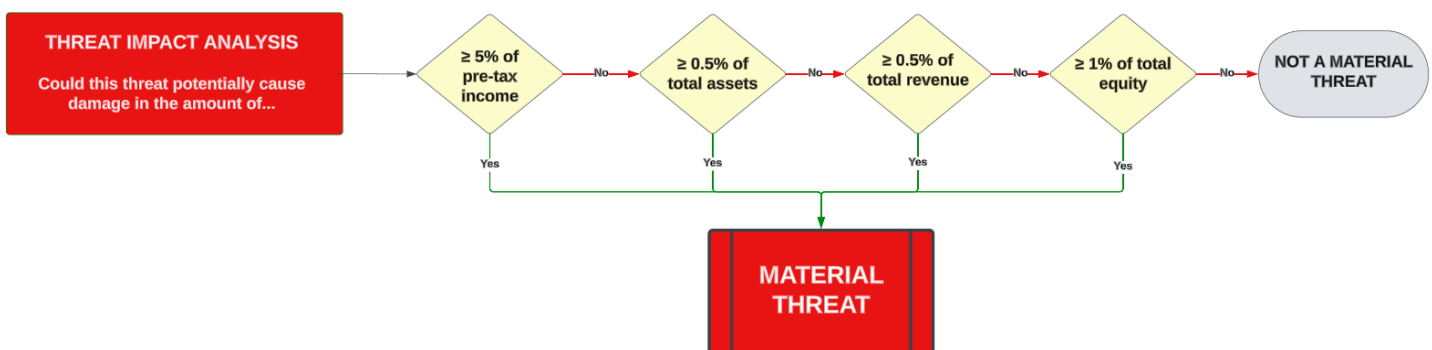 THREAT IMPACT ANALYSIS
Could this threat potentially cause
damage in the amount of...
≥ 5% of
pre-tax
income
No
≥ 0.5% of
total assets
No
≥ 0.5% of
total revenue
No
≥ 1% of total
equity
No
NOT A MATERIAL
THREAT
Yes
Yes
Yes
Yes
MATERIAL
THREAT